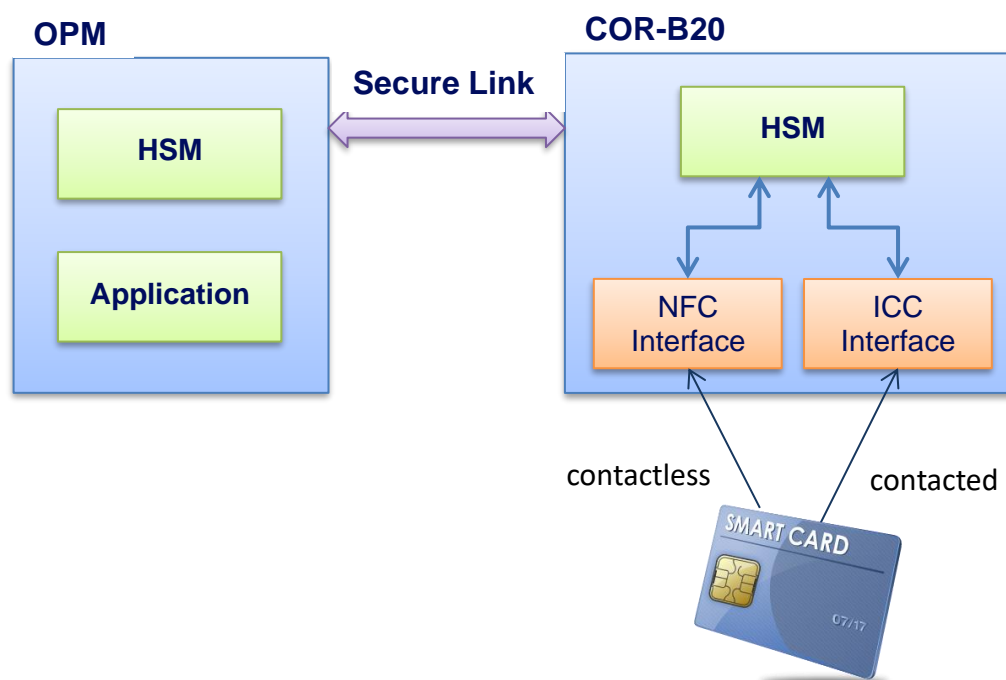 OPM
COR-B20
Secure Link
HSM
HSM
Application
NFC
Interface
ICC
Interface
contactless
contacted
SMART CARD
07/17